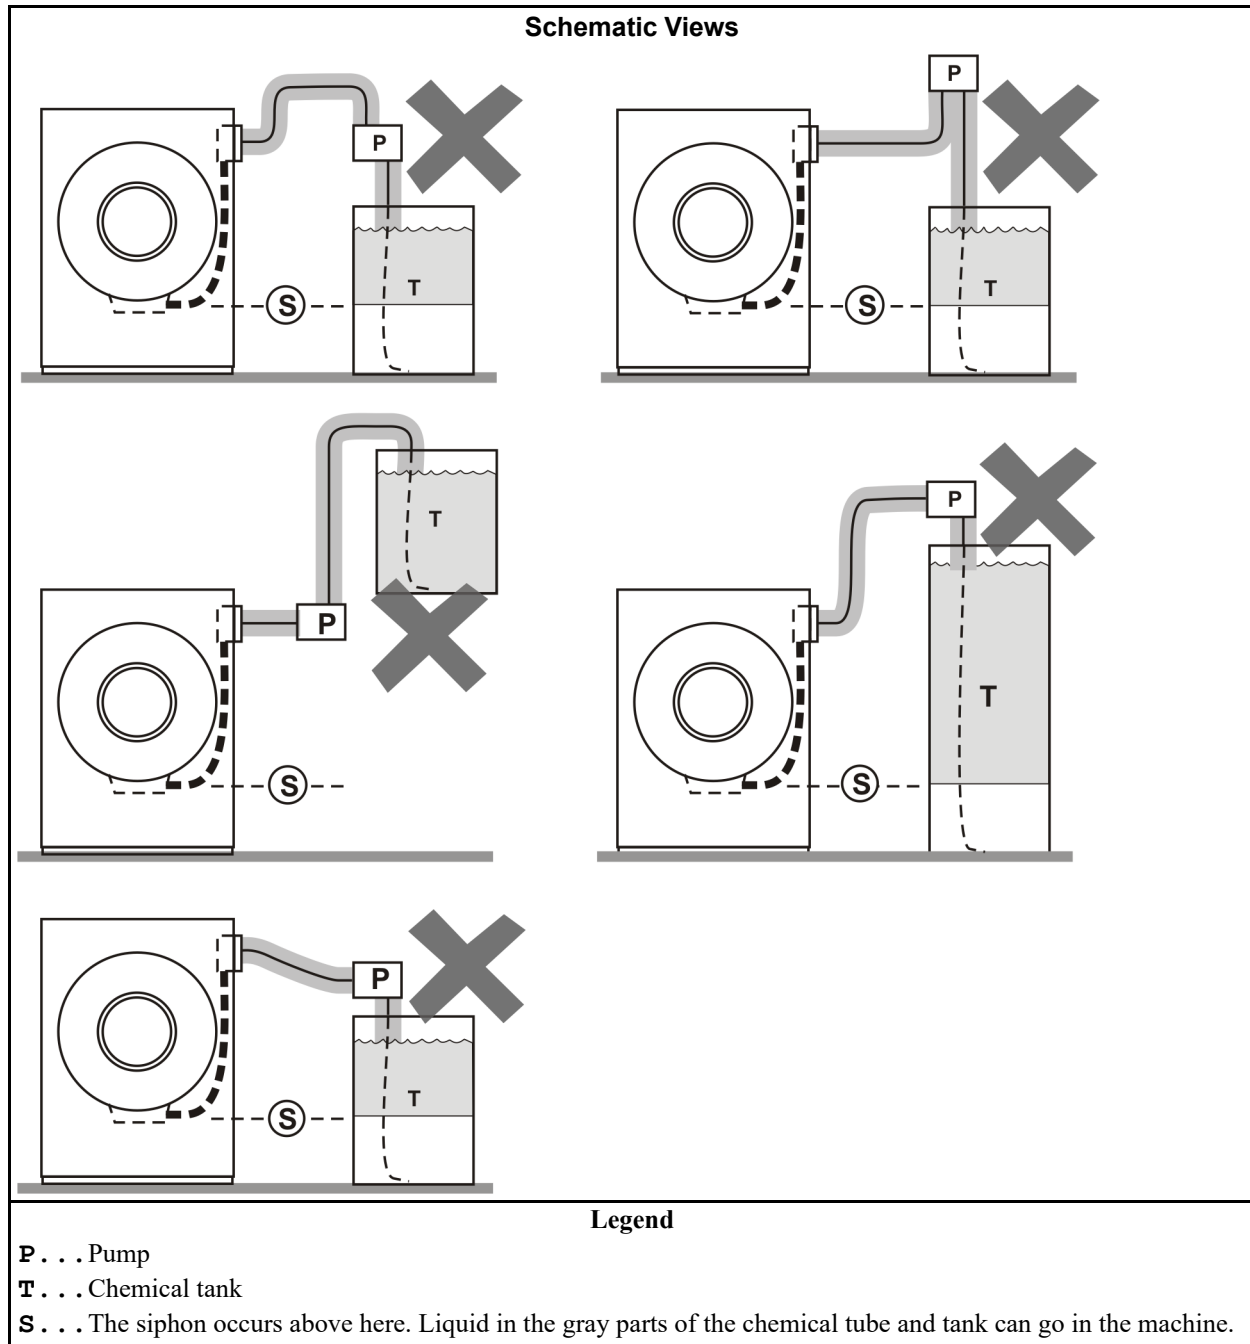 Schematic Views
P
P
T
S
T
S
T
P
P
T
S
S
P
T
S
Legend
P...Pump
T...Chemical tank
S...The siphon occurs above here. Liquid in the gray parts of the chemical tube and tank can go in the machine.